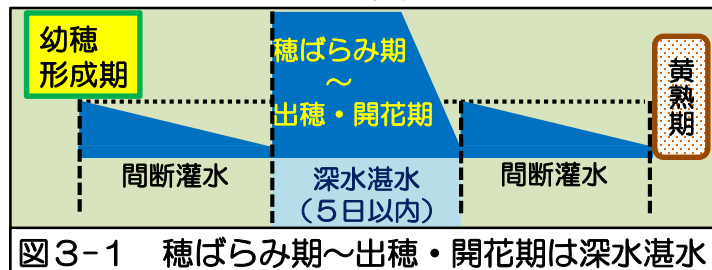 幼穂
形成期
穂ばらみ期
～
出穂・開花期
黄熟期
間断灌水
深水湛水
（５日以内）
間断灌水
図３-１　穂ばらみ期～出穂・開花期は深水湛水